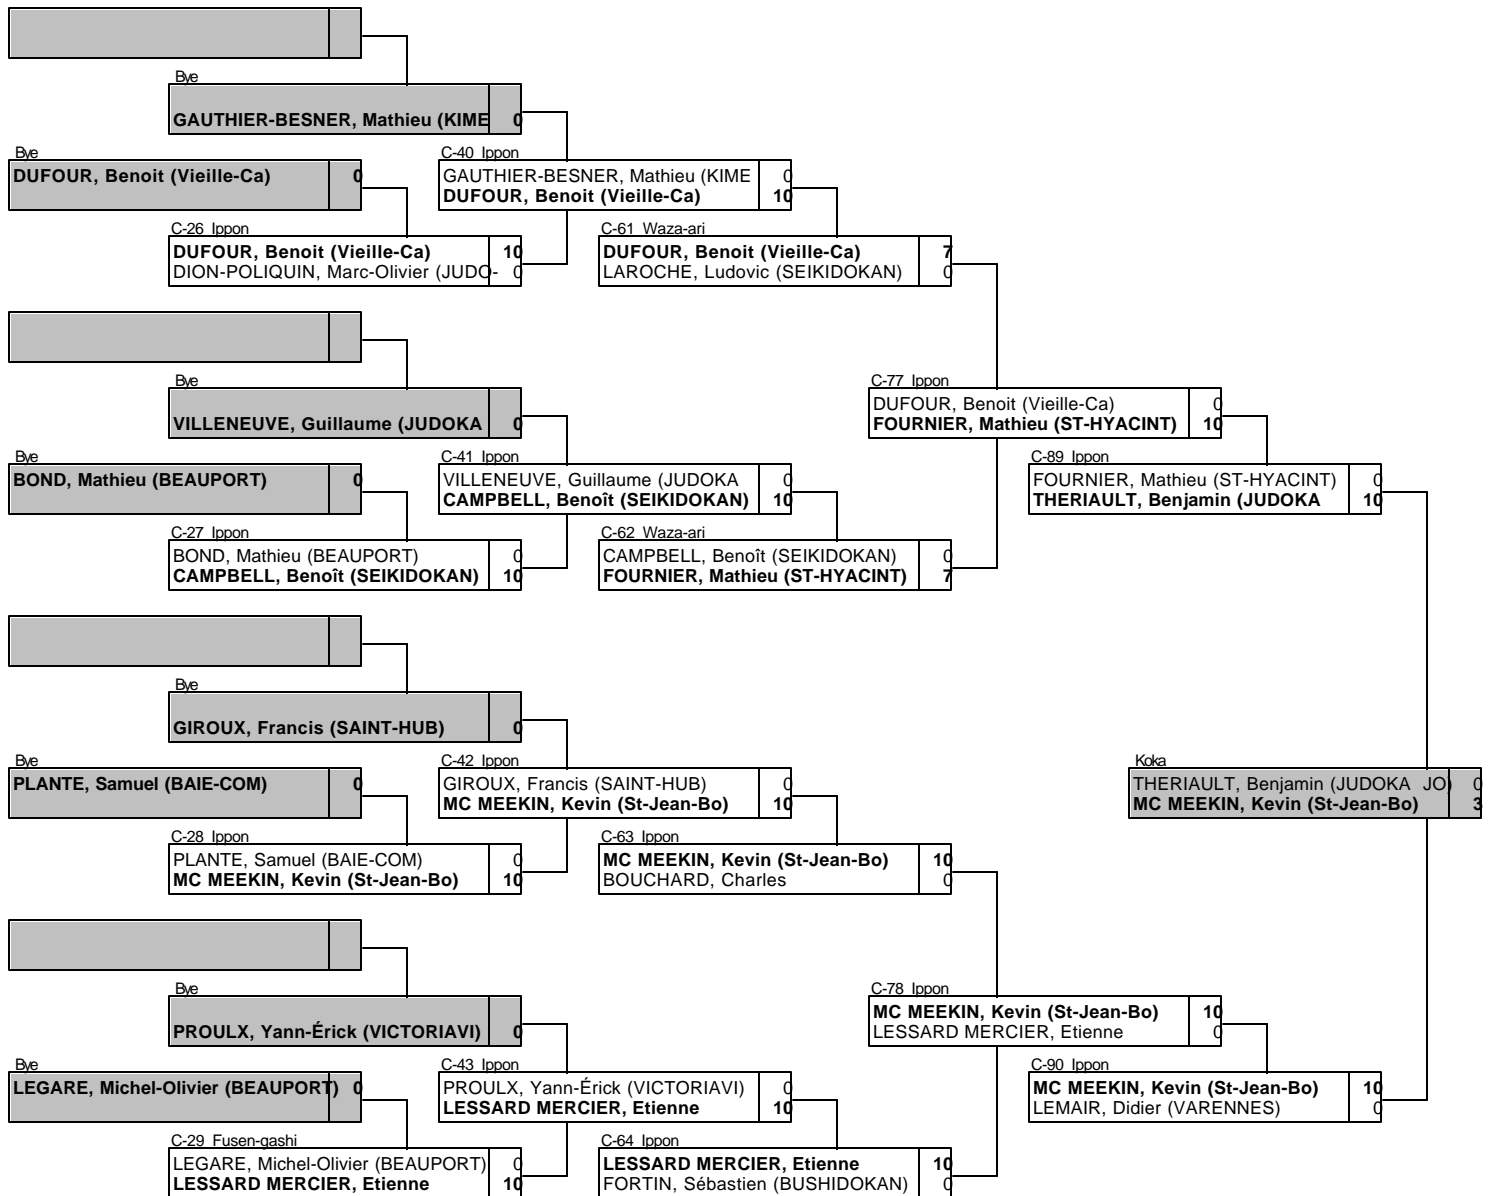 Bye
GAUTHIER-BESNER, Mathieu (KIME 0
Bye
DUFOUR, Benoit (Vieille-Ca) 0
C-40 Ippon
GAUTHIER-BESNER, Mathieu (KIME 0
DUFOUR, Benoit (Vieille-Ca) 10
C-26 Ippon
DUFOUR, Benoit (Vieille-Ca) 10
DION-POLIQUIN, Marc-Olivier (JUDO- 0
C-61 Waza-ari
DUFOUR, Benoit (Vieille-Ca) 7
LAROCHE, Ludovic (SEIKIDOKAN) 0
Bye
VILLENEUVE, Guillaume (JUDOKA 0
C-77 Ippon
DUFOUR, Benoit (Vieille-Ca) 0
FOURNIER, Mathieu (ST-HYACINT) 10
Bye
BOND, Mathieu (BEAUPORT) 0
C-41 Ippon
VILLENEUVE, Guillaume (JUDOKA 0
CAMPBELL, Benoît (SEIKIDOKAN) 10
C-89 Ippon
FOURNIER, Mathieu (ST-HYACINT) 0
THERIAULT, Benjamin (JUDOKA 10
C-27 Ippon
BOND, Mathieu (BEAUPORT) 0
CAMPBELL, Benoît (SEIKIDOKAN) 10
C-62 Waza-ari
CAMPBELL, Benoît (SEIKIDOKAN) 0
FOURNIER, Mathieu (ST-HYACINT) 7
Bye
GIROUX, Francis (SAINT-HUB) 0
Bye
PLANTE, Samuel (BAIE-COM) 0
C-42 Ippon
GIROUX, Francis (SAINT-HUB) 0
MC MEEKIN, Kevin (St-Jean-Bo) 10
Koka
THERIAULT, Benjamin (JUDOKA JO) 0
MC MEEKIN, Kevin (St-Jean-Bo) 3
C-28 Ippon
PLANTE, Samuel (BAIE-COM) 0
MC MEEKIN, Kevin (St-Jean-Bo) 10
C-63 Ippon
MC MEEKIN, Kevin (St-Jean-Bo) 10
BOUCHARD, Charles 0
Bye
PROULX, Yann-Érick (VICTORIAVI) 0
C-78 Ippon
MC MEEKIN, Kevin (St-Jean-Bo) 10
LESSARD MERCIER, Etienne 0
Bye
LEGARE, Michel-Olivier (BEAUPORT) 0
C-43 Ippon
PROULX, Yann-Érick (VICTORIAVI) 0
LESSARD MERCIER, Etienne 10
C-90 Ippon
MC MEEKIN, Kevin (St-Jean-Bo) 10
LEMAIR, Didier (VARENNES) 0
C-29 Fusen-gashi
LEGARE, Michel-Olivier (BEAUPORT) 0
LESSARD MERCIER, Etienne 10
C-64 Ippon
LESSARD MERCIER, Etienne 10
FORTIN, Sébastien (BUSHIDOKAN) 0